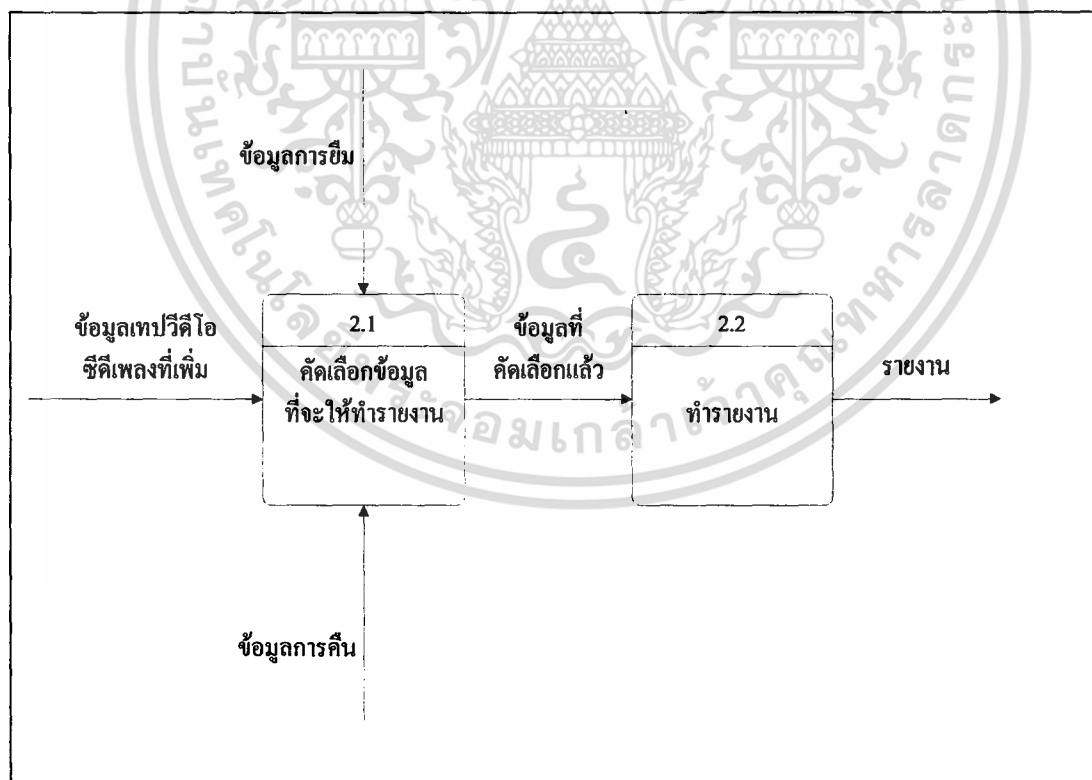 ข้อมูลการยืม
ข้อมูลเทปวีดีโอ
ซีดีเพลงที่เพิ่ม
2.1
คัดเลือกข้อมูล
ที่จะให้ทำรายงาน
ข้อมูลที่
คัดเลือกแล้ว
2.2
ทำรายงาน
รายงาน
ข้อมูลการคืน